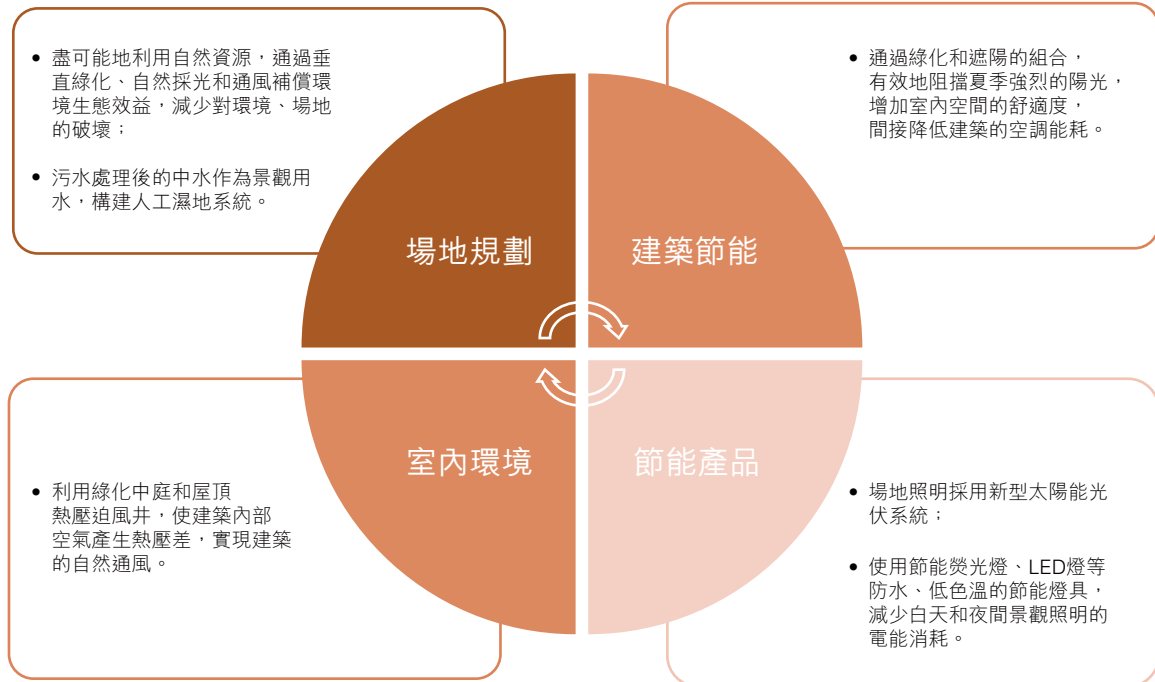 盡可能地利用自然資源，通過垂
直綠化、自然採光和通風補償環
境生態效益，減少對環境、場地
的破壞；
污水處理後的中水作為景觀用
水，構建人工濕地系統。
通過綠化和遮陽的組合，
有效地阻擋夏季強烈的陽光，
增加室內空間的舒適度，
間接降低建築的空調能耗。
場地規劃
建築節能
室內環境
節能產品
利用綠化中庭和屋頂
熱壓迫風井，使建築內部
空氣產生熱壓差，實現建築
的自然通風。
場地照明採用新型太陽能光
伏系統；
使用節能熒光燈、LED燈等
防水、低色溫的節能燈具，
減少白天和夜間景觀照明的
電能消耗。